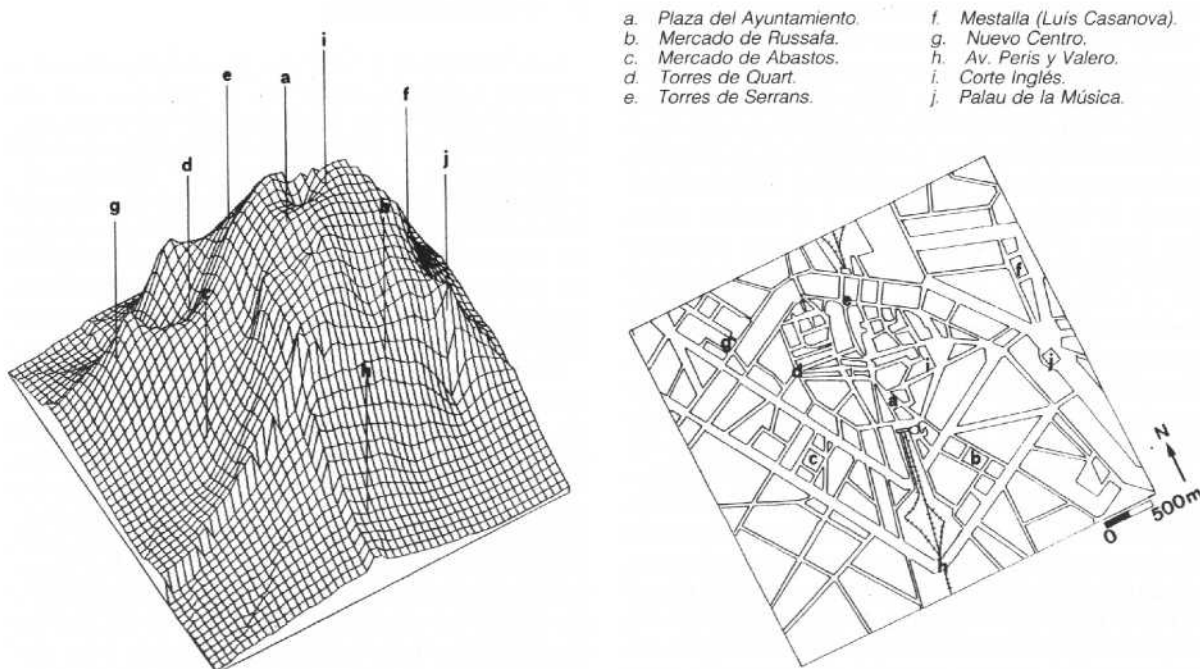 a. Plaza del Ayuntamiento.
b. Mercado de Russafa.
c. Mercado de Abastos.
d. Torres de Quart.
e. Torres de Serrans.
f. Mestalla (Luís Casanova).
g. Nuevo Centro.
h. Av. Peris y Valero.
i. Corte Inglés.
j. Palau de la Música.
i
e
a
f
d
j
g
c
h
f
e
g
j
d
i
a
c
b
h
N
0
500m